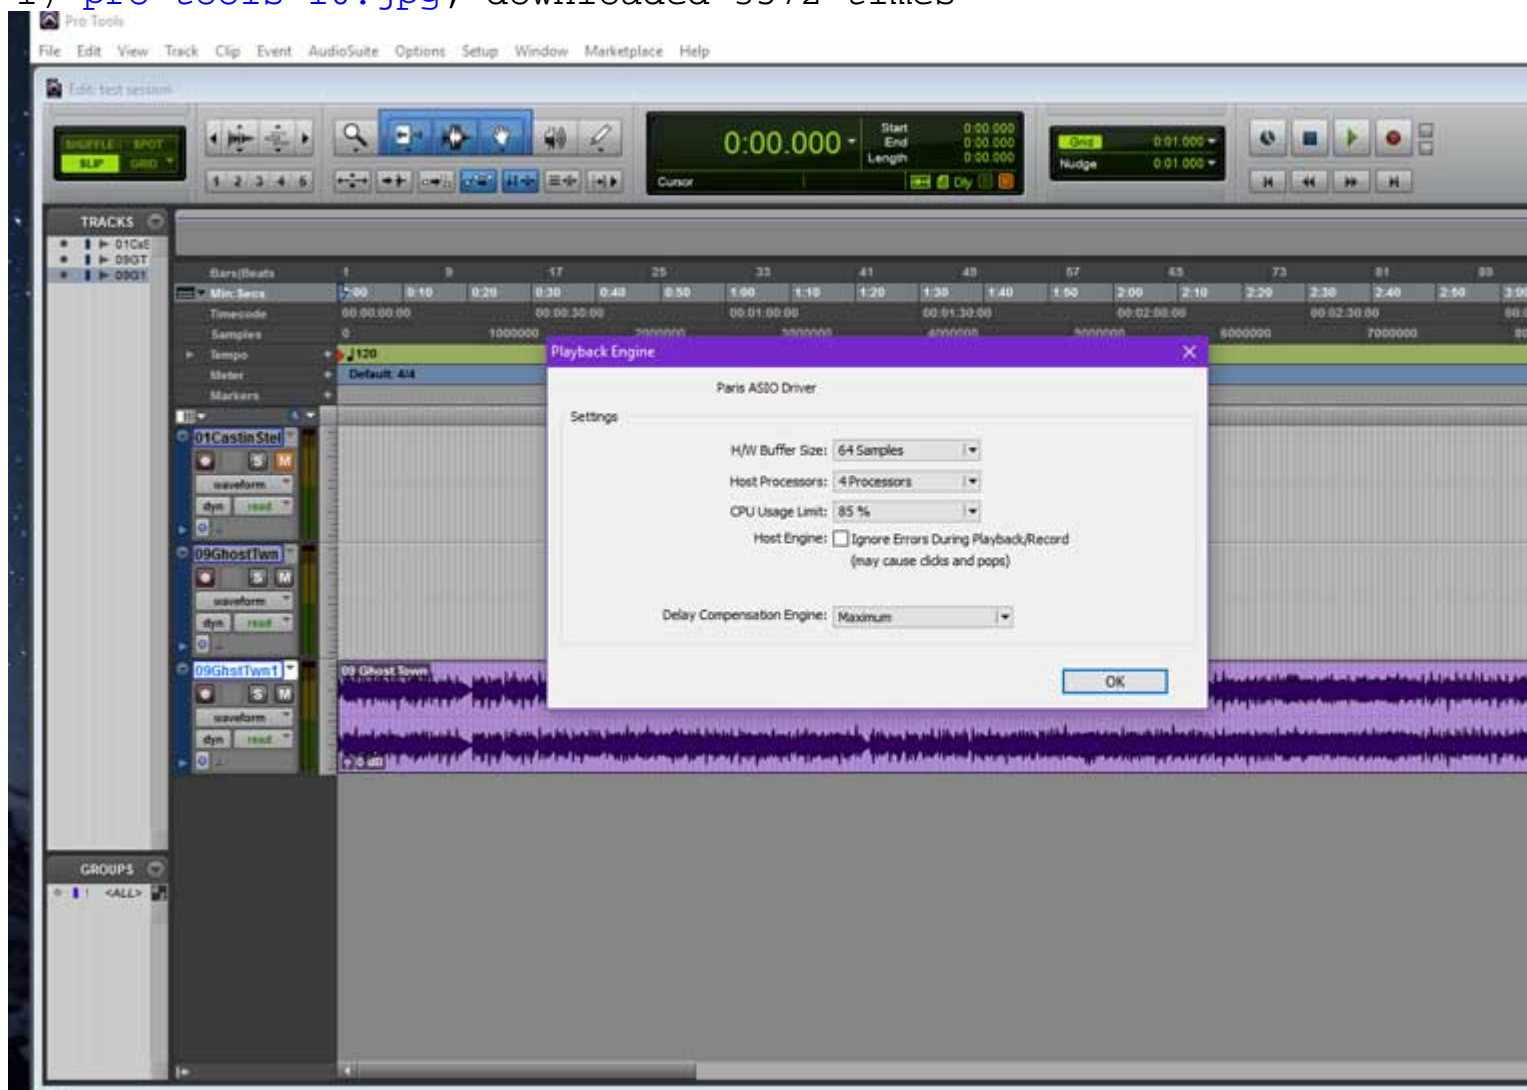 Pro Tools
File Edit View Track Clip Event AudioSuite Options Setup Window Marketplace Help
Edit: test session
SHUFFLE SPOT
SLIP GRID
1 2 3 4 5
0:00.000
Start 0:00.000
End 0:00.000
Length 0:00.000
Cursor
Dly
Grid 0:01.000
Nudge 0:01.000
TRACKS
01CsS
09GT
09GT
Bars|Beats 1 9 17 25 33 41 49 57 65 73 81 89
Min:Secs 0:00 0:10 0:20 0:30 0:40 0:50 1:00 1:10 1:20 1:30 1:40 1:50 2:00 2:10 2:20 2:30 2:40 2:50 3:00
Timecode 00:00:00:00 00:00:30:00 00:01:00:00 00:01:30:00 00:02:00:00 00:02:30:00
Samples 0 1000000 2000000 3000000 4000000 5000000 6000000 7000000
Tempo 120
Meter Default: 4/4
Markers
01CastinStel
S M
waveform
dyn read
09GhostTwn
S M
waveform
dyn read
09GhstTwn1
S M
waveform
dyn read
09 Ghost Town
0 dB
Playback Engine
Paris ASIO Driver
Settings
H/W Buffer Size: 64 Samples
Host Processors: 4 Processors
CPU Usage Limit: 85 %
Host Engine: Ignore Errors During Playback/Record
(may cause clicks and pops)
Delay Compensation Engine: Maximum
OK
GROUPS
! <ALL>